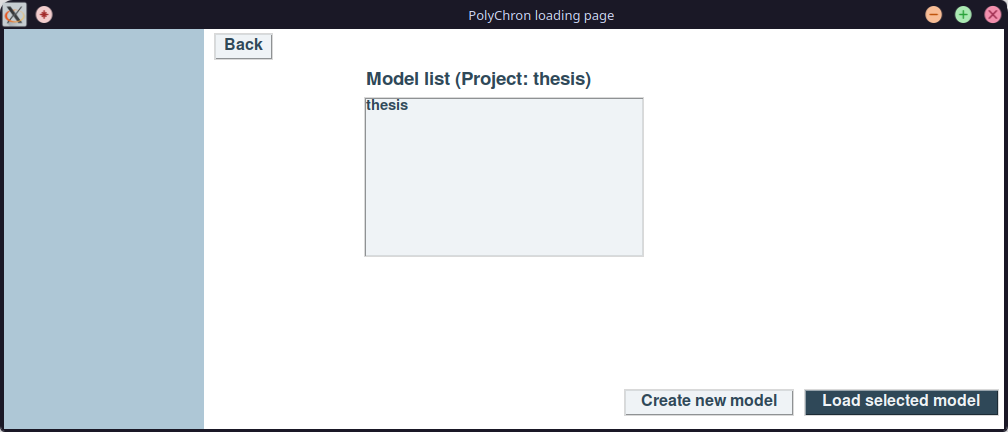 PolyChron loading page
Back
Model list (Project: thesis)
thesis
Create new model
Load selected model